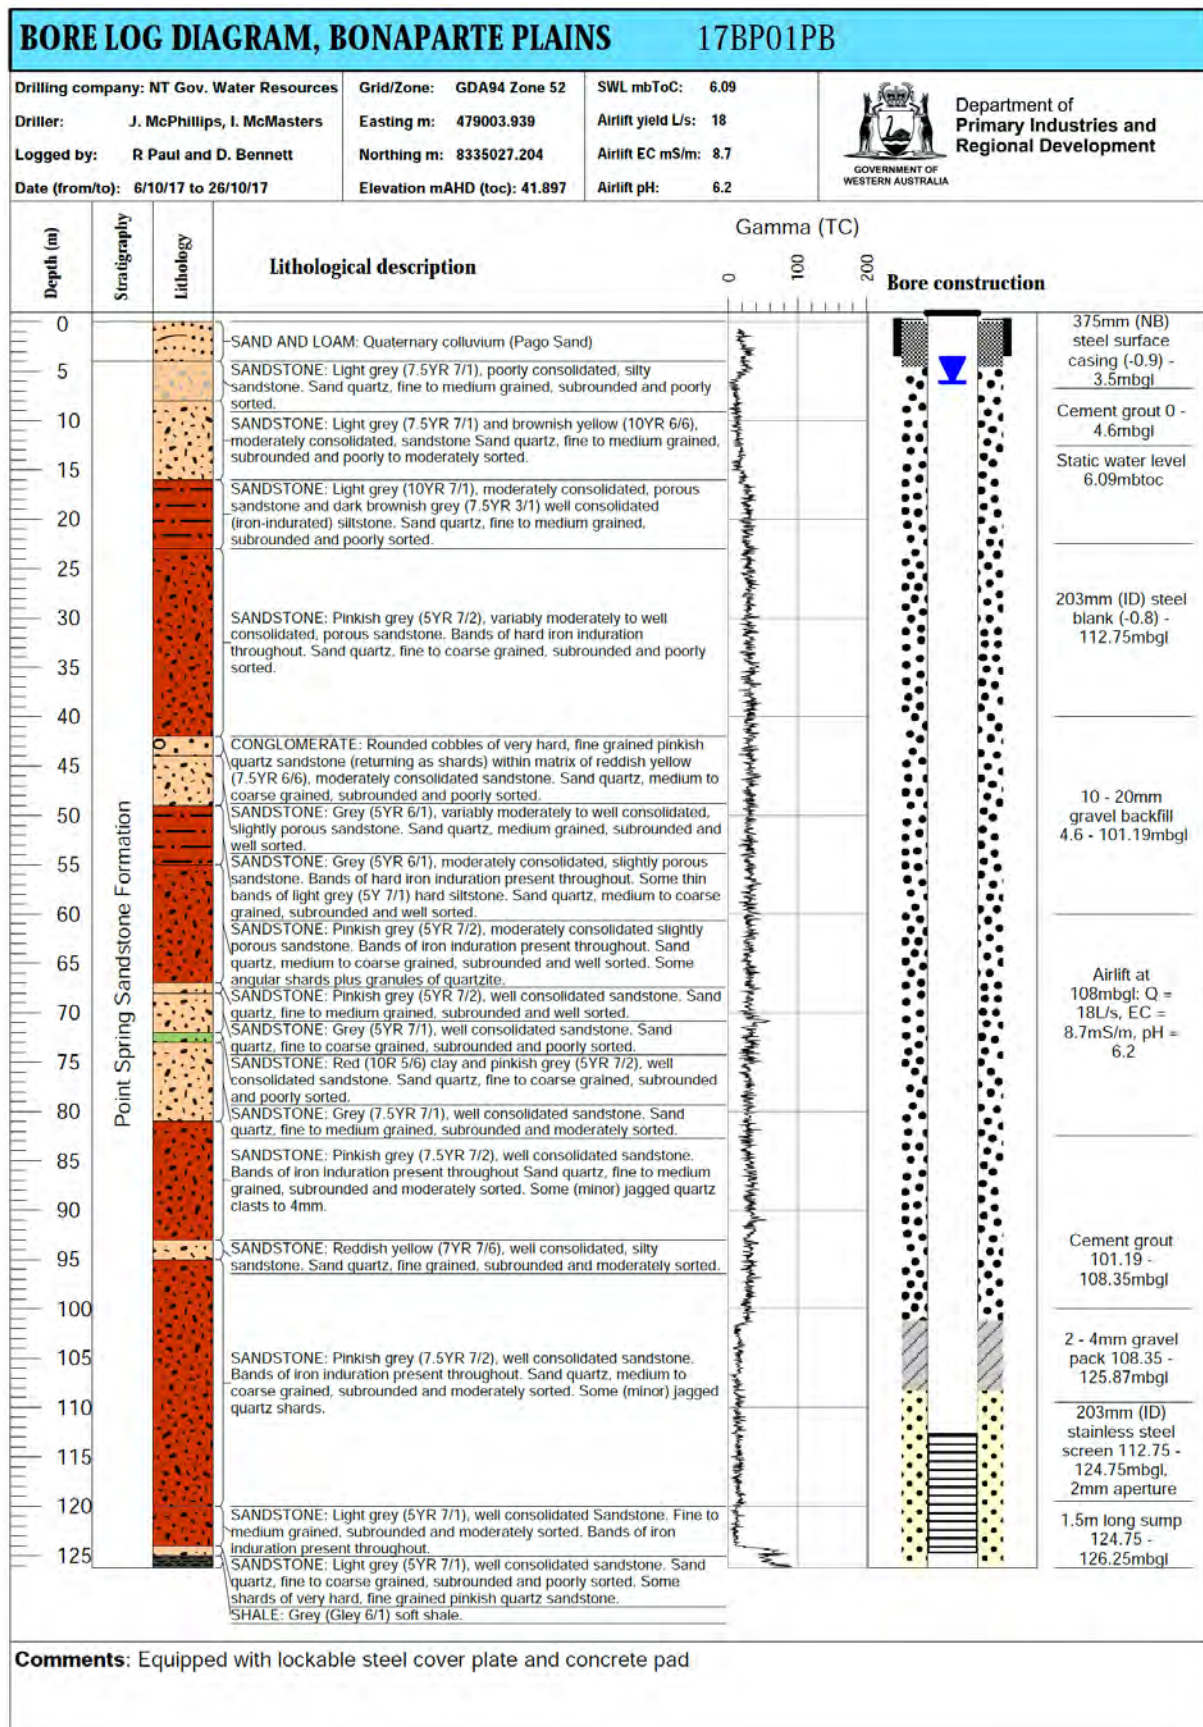 BORE LOG DIAGRAM, BONAPARTE PLAINS 17BP01PB
Drilling company: NT Gov. Water Resources
Driller: J. McPhillips, I. McMasters
Logged by: R Paul and D. Bennett
Date (from/to): 6/10/17 to 26/10/17
Grid/Zone: GDA94 Zone 52
Easting m: 479003.939
Northing m: 8335027.204
Elevation mAHD (toc): 41.897
SWL mbToC: 6.09
Airlift yield L/s: 18
Airlift EC mS/m: 8.7
Airlift pH: 6.2
GOVERNMENT OF
WESTERN AUSTRALIA
Department of
Primary Industries and
Regional Development
Depth (m)
Stratigraphy
Lithology
Lithological description
Gamma (TC)
0
100
200
Bore construction
0
5
10
15
20
25
30
35
40
45
50
55
60
65
70
75
80
85
90
95
100
105
110
115
120
125
Point Spring Sandstone Formation
SAND AND LOAM: Quaternary colluvium (Pago Sand)
SANDSTONE: Light grey (7.5YR 7/1), poorly consolidated, silty
sandstone. Sand quartz, fine to medium grained, subrounded and poorly
sorted.
SANDSTONE: Light grey (7.5YR 7/1) and brownish yellow (10YR 6/6),
moderately consolidated, sandstone Sand quartz, fine to medium grained,
subrounded and poorly to moderately sorted.
SANDSTONE: Light grey (10YR 7/1), moderately consolidated, porous
sandstone and dark brownish grey (7.5YR 3/1) well consolidated
(iron-indurated) siltstone. Sand quartz, fine to medium grained,
subrounded and poorly sorted.
SANDSTONE: Pinkish grey (5YR 7/2), variably moderately to well
consolidated, porous sandstone. Bands of hard iron induration
throughout. Sand quartz, fine to coarse grained, subrounded and poorly
sorted.
CONGLOMERATE: Rounded cobbles of very hard, fine grained pinkish
quartz sandstone (returning as shards) within matrix of reddish yellow
(7.5YR 6/6), moderately consolidated sandstone. Sand quartz, medium to
coarse grained, subrounded and poorly sorted.
SANDSTONE: Grey (5YR 6/1), variably moderately to well consolidated,
slightly porous sandstone. Sand quartz, medium grained, subrounded and
well sorted.
SANDSTONE: Grey (5YR 6/1), moderately consolidated, slightly porous
sandstone. Bands of hard iron induration present throughout. Some thin
bands of light grey (5Y 7/1) hard siltstone. Sand quartz, medium to coarse
grained, subrounded and well sorted.
SANDSTONE: Pinkish grey (5YR 7/2), moderately consolidated slightly
porous sandstone. Bands of iron induration present throughout. Sand
quartz, medium to coarse grained, subrounded and well sorted. Some
angular shards plus granules of quartzite.
SANDSTONE: Pinkish grey (5YR 7/2), well consolidated sandstone. Sand
quartz, fine to medium grained, subrounded and well sorted.
SANDSTONE: Grey (5YR 7/1), well consolidated sandstone. Sand
quartz, fine to coarse grained, subrounded and poorly sorted.
SANDSTONE: Red (10R 5/6) clay and pinkish grey (5YR 7/2), well
consolidated sandstone. Sand quartz, fine to coarse grained, subrounded
and poorly sorted.
SANDSTONE: Grey (7.5YR 7/1), well consolidated sandstone. Sand
quartz, fine to medium grained, subrounded and moderately sorted.
SANDSTONE: Pinkish grey (7.5YR 7/2), well consolidated sandstone.
Bands of iron induration present throughout Sand quartz, fine to medium
grained, subrounded and moderately sorted. Some (minor) jagged quartz
clasts to 4mm.
SANDSTONE: Reddish yellow (7YR 7/6), well consolidated, silty
sandstone. Sand quartz, fine grained, subrounded and moderately sorted.
SANDSTONE: Pinkish grey (7.5YR 7/2), well consolidated sandstone.
Bands of iron induration present throughout. Sand quartz, medium to
coarse grained, subrounded and moderately sorted. Some (minor) jagged
quartz shards.
SANDSTONE: Light grey (5YR 7/1), well consolidated Sandstone. Fine to
medium grained, subrounded and moderately sorted. Bands of iron
induration present throughout.
SANDSTONE: Light grey (5YR 7/1), well consolidated sandstone. Sand
quartz, fine to coarse grained, subrounded and poorly sorted. Some
shards of very hard, fine grained pinkish quartz sandstone.
SHALE: Grey (Gley 6/1) soft shale.
375mm (NB)
steel surface
casing (-0.9) -
3.5mbgl
Cement grout 0 -
4.6mbgl
Static water level
6.09mbtoc
203mm (ID) steel
blank (-0.8) -
112.75mbgl
10 - 20mm
gravel backfill
4.6 - 101.19mbgl
Airlift at
108mbgl: Q =
18L/s, EC =
8.7mS/m, pH =
6.2
Cement grout
101.19 -
108.35mbgl
2 - 4mm gravel
pack 108.35 -
125.87mbgl
203mm (ID)
stainless steel
screen 112.75 -
124.75mbgl,
2mm aperture
1.5m long sump
124.75 -
126.25mbgl
Comments: Equipped with lockable steel cover plate and concrete pad